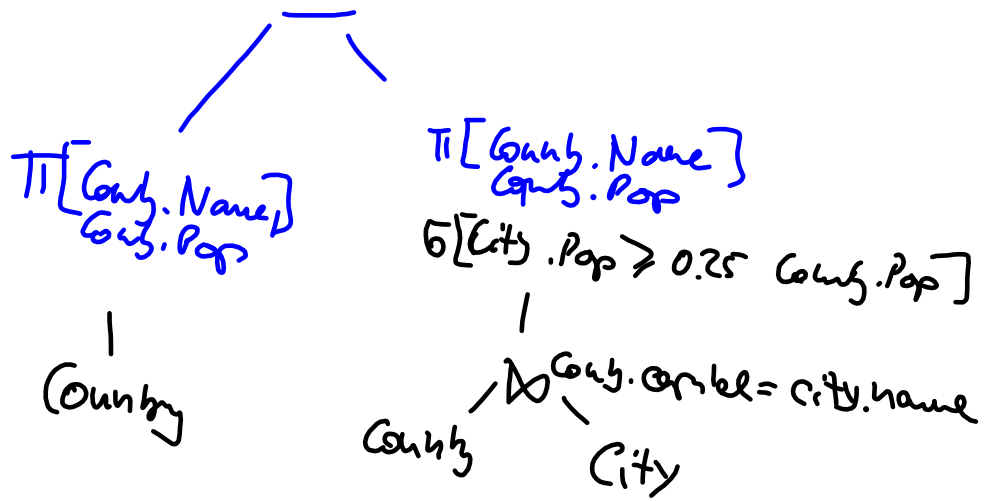 −
π[Country.Name,
Country.Pop]
π[Country.Name
Country.Pop]
σ[City.Pop ≥ 0.25 Country.Pop]
Country
⋈ Country.capital = city.name
Country
City